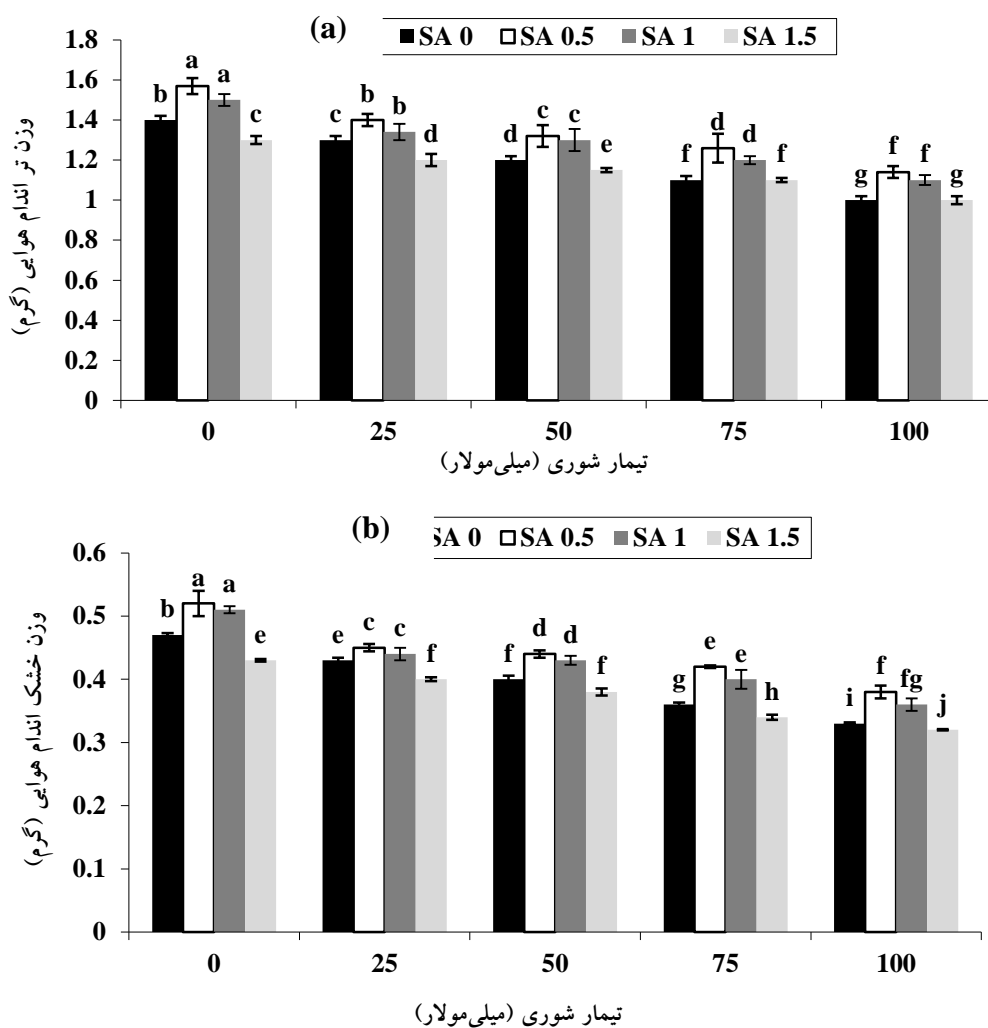 (a)
SA 0 SA 0.5 SA 1 SA 1.5
وزن تر اندام هوایی (گرم)
1.8
1.6
1.4
1.2
1
0.8
0.6
0.4
0.2
0
b a a c
c b b d
d c c e
f d d f
g f f g
0 25 50 75 100
تیمار شوری (میلی‌مولار)
(b)
SA 0 SA 0.5 SA 1 SA 1.5
وزن خشک اندام هوایی (گرم)
0.6
0.5
0.4
0.3
0.2
0.1
0
b a a e
e c c f
f d d f
g e e h
i f fg j
0 25 50 75 100
تیمار شوری (میلی‌مولار)